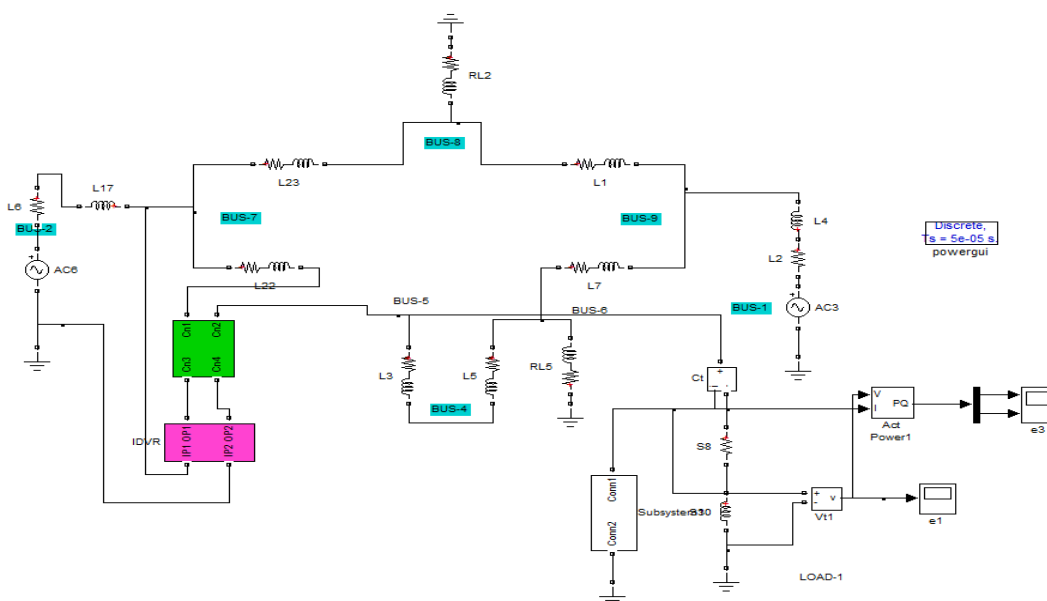 RL2
BUS-8
L23
L1
L17
L6
BUS-7
BUS-9
L4
BUS-2
Discrete,
Ts = 5e-05 s.
powergui
AC6
L22
L7
L2
BUS-5
BUS-6
BUS-1
AC3
Cn1
Cn2
Cn3
Cn4
L3
L5
RL5
Ct
BUS-4
V
I
PQ
Act
Power1
e3
IDVR
IP1 OP1
IP2 OP2
S8
Conn1
Conn2
+
-
v
Vt1
e1
LOAD-1